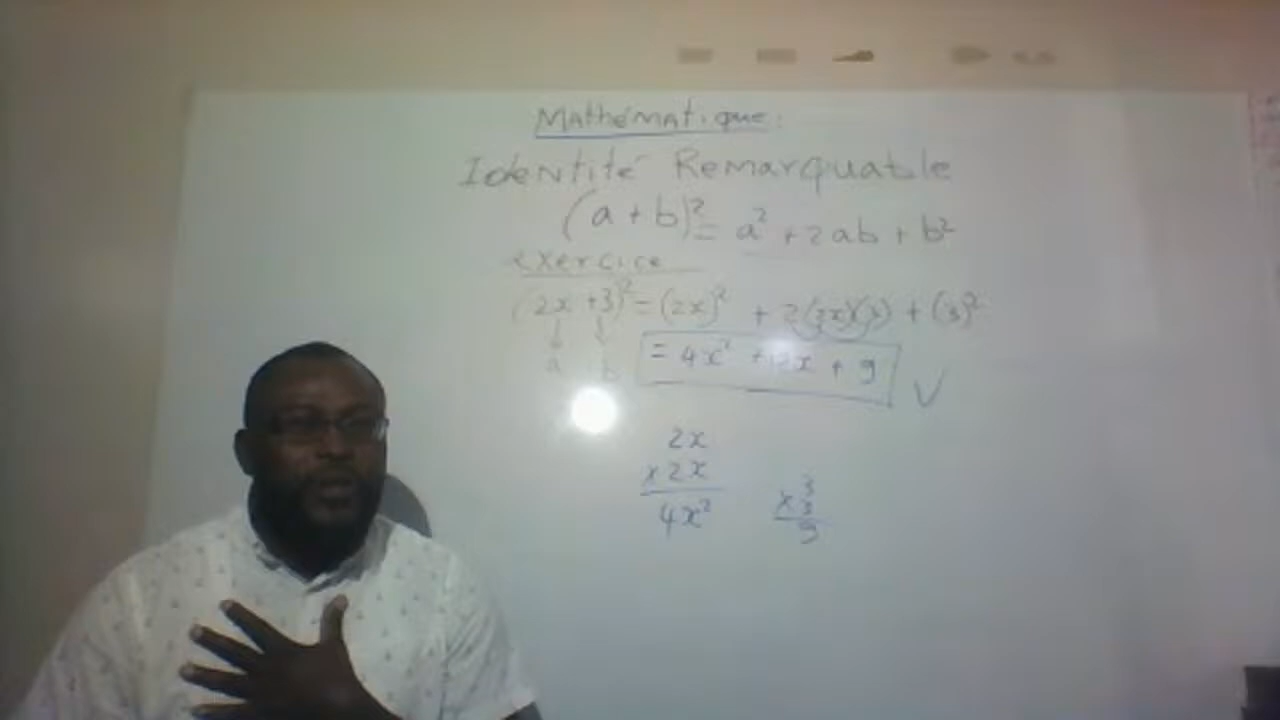 Mathématique:
Identité Remarquable
(a + b)² = a² + 2ab + b²
exercice
(2x + 3)² = (2x)² + 2(2x)(3) + (3)²
a b
= 4x² + 12x + 9 V
2x
x 2x
4x²
3
x 3
9